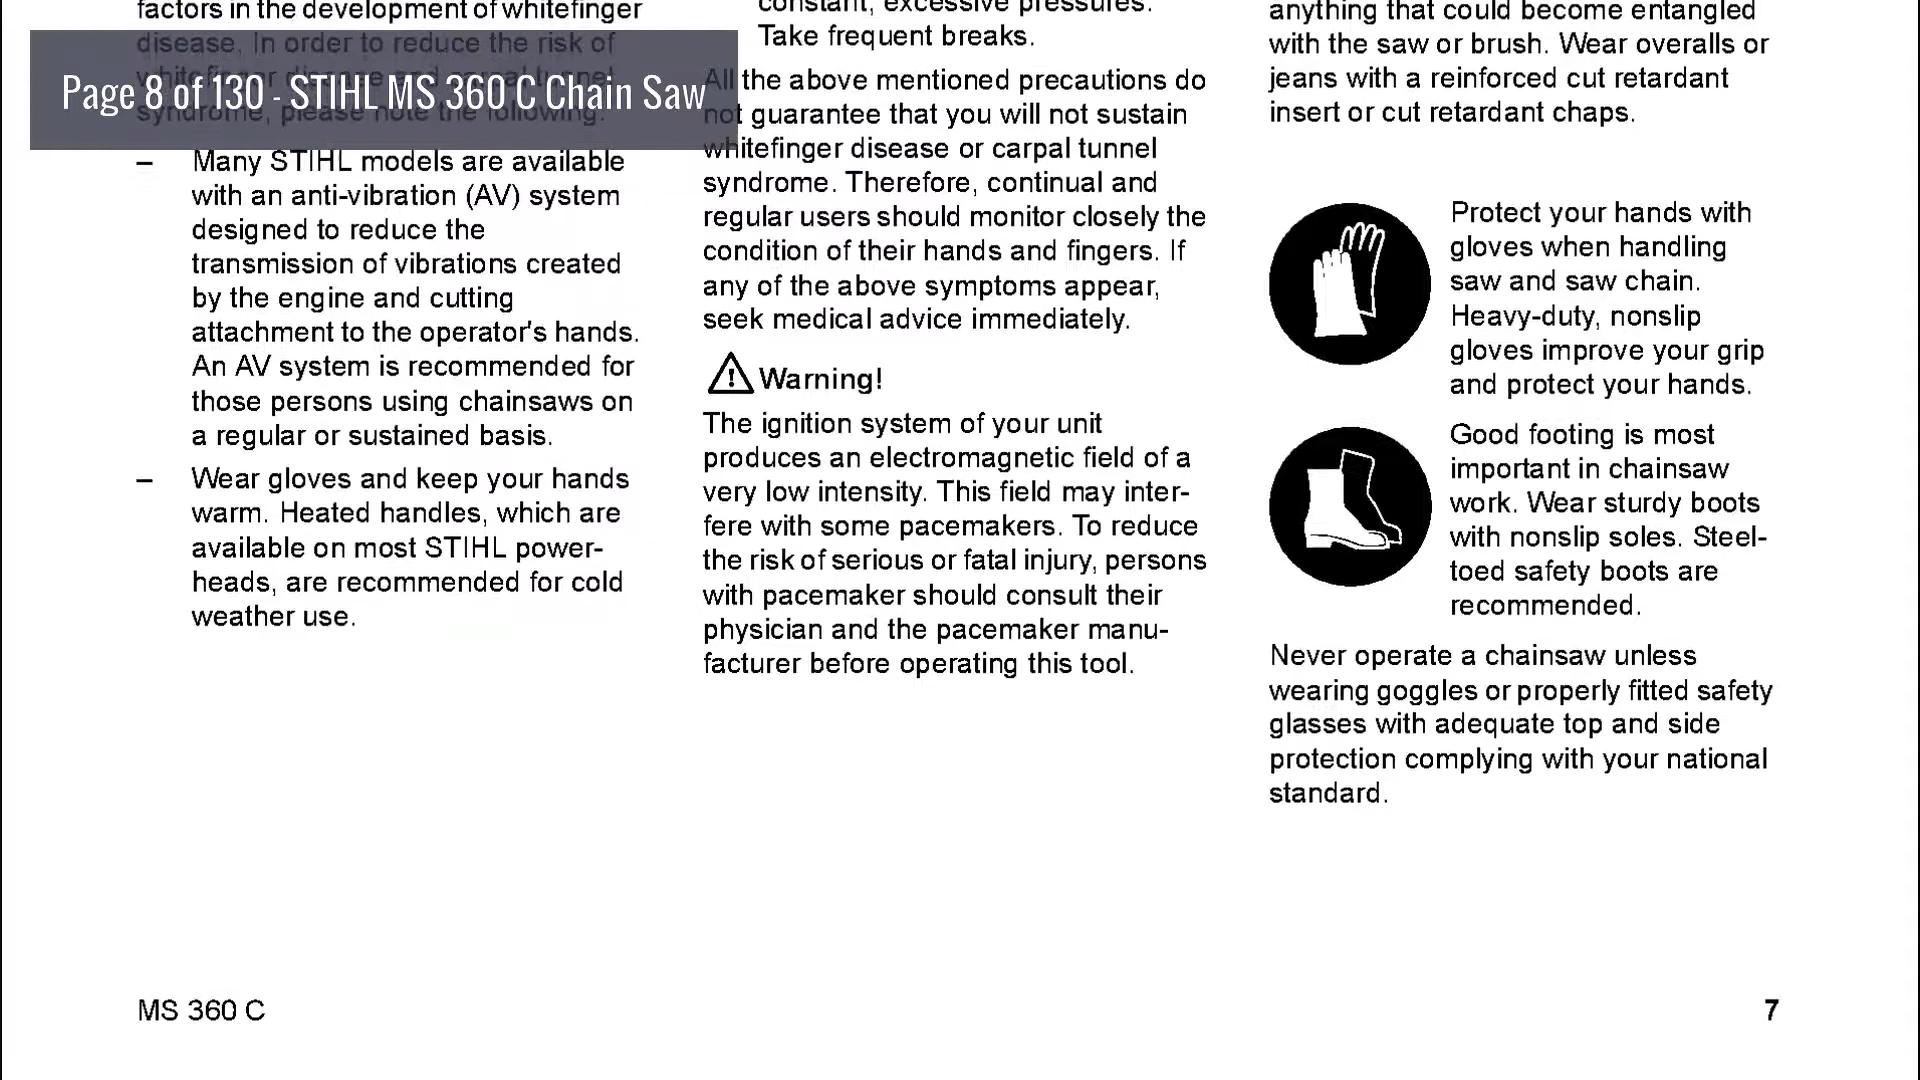 factors in the development of whitefinger
disease. In order to reduce the risk of
whitefinger disease and carpal tunnel
syndrome, please note the following:
– Many STIHL models are available
with an anti-vibration (AV) system
designed to reduce the
transmission of vibrations created
by the engine and cutting
attachment to the operator's hands.
An AV system is recommended for
those persons using chainsaws on
a regular or sustained basis.
– Wear gloves and keep your hands
warm. Heated handles, which are
available on most STIHL power-
heads, are recommended for cold
weather use.
Page 8 of 130 - STIHL MS 360 C Chain Saw
constant, excessive pressures.
Take frequent breaks.
All the above mentioned precautions do
not guarantee that you will not sustain
whitefinger disease or carpal tunnel
syndrome. Therefore, continual and
regular users should monitor closely the
condition of their hands and fingers. If
any of the above symptoms appear,
seek medical advice immediately.
Warning!
The ignition system of your unit
produces an electromagnetic field of a
very low intensity. This field may inter-
fere with some pacemakers. To reduce
the risk of serious or fatal injury, persons
with pacemaker should consult their
physician and the pacemaker manu-
facturer before operating this tool.
anything that could become entangled
with the saw or brush. Wear overalls or
jeans with a reinforced cut retardant
insert or cut retardant chaps.
Protect your hands with
gloves when handling
saw and saw chain.
Heavy-duty, nonslip
gloves improve your grip
and protect your hands.
Good footing is most
important in chainsaw
work. Wear sturdy boots
with nonslip soles. Steel-
toed safety boots are
recommended.
Never operate a chainsaw unless
wearing goggles or properly fitted safety
glasses with adequate top and side
protection complying with your national
standard.
MS 360 C
7